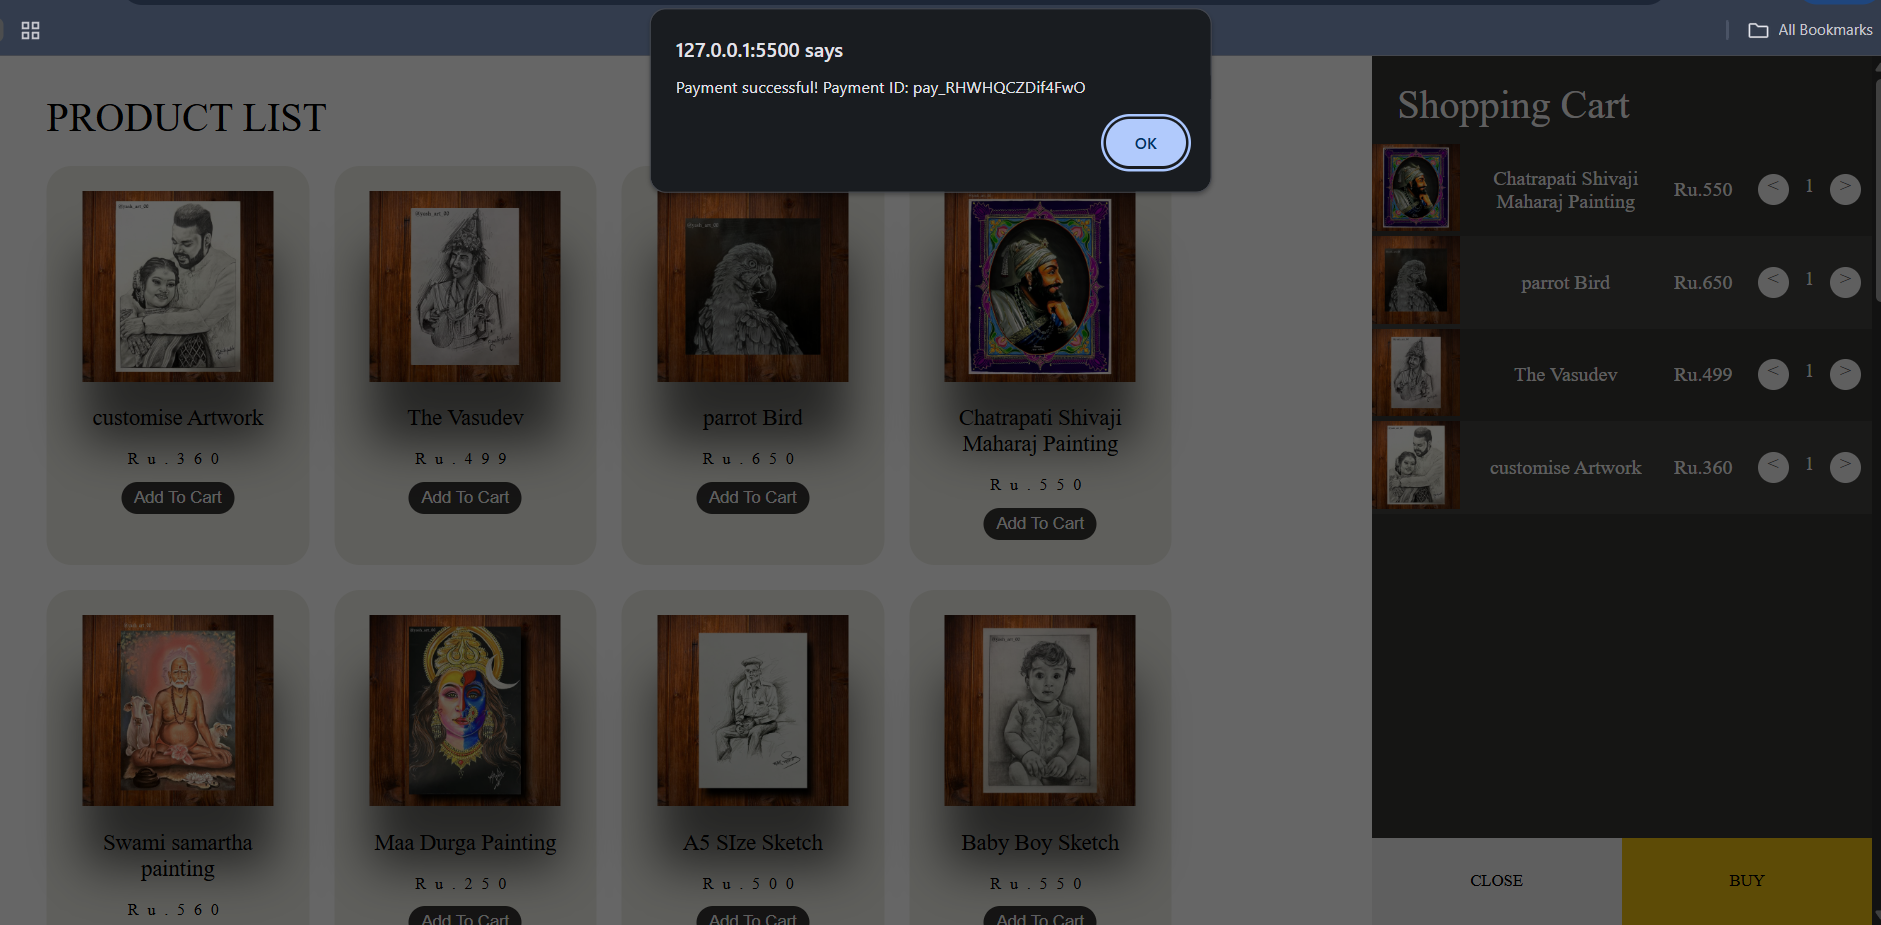 All Bookmarks
127.0.0.1:5500 says
Payment successful! Payment ID: pay_RHWHQCZDif4FwO
OK
PRODUCT LIST
customise Artwork
Ru.360
Add To Cart
The Vasudev
Ru.499
Add To Cart
parrot Bird
Ru.650
Add To Cart
Chatrapati Shivaji
Maharaj Painting
Ru.550
Add To Cart
Swami samartha
painting
Ru.560
Maa Durga Painting
Ru.250
Add To Cart
A5 SIze Sketch
Ru.500
Add To Cart
Baby Boy Sketch
Ru.550
Add To Cart
Shopping Cart
Chatrapati Shivaji
Maharaj Painting
Ru.550
<
1
>
parrot Bird
Ru.650
<
1
>
The Vasudev
Ru.499
<
1
>
customise Artwork
Ru.360
<
1
>
CLOSE
BUY